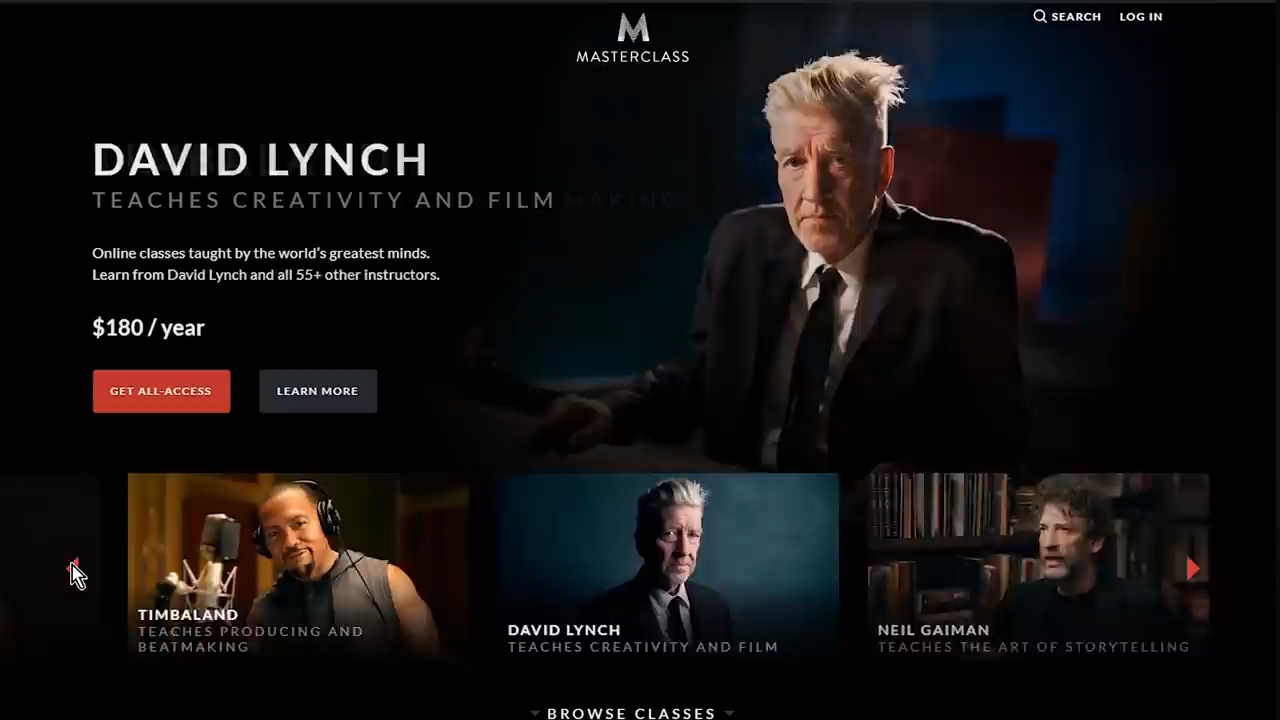 SEARCH
LOG IN
M
MASTERCLASS
DAVID LYNCH
TEACHES CREATIVITY AND FILM MAKING
Online classes taught by the world's greatest minds.
Learn from David Lynch and all 55+ other instructors.
$180 / year
GET ALL-ACCESS
LEARN MORE
TIMBALAND
TEACHES PRODUCING AND
BEATMAKING
DAVID LYNCH
TEACHES CREATIVITY AND FILM
NEIL GAIMAN
TEACHES THE ART OF STORYTELLING
BROWSE CLASSES